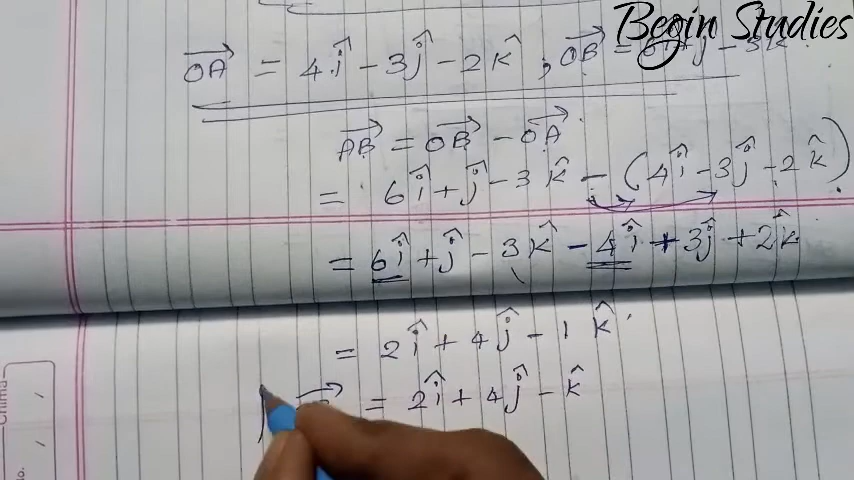 Begin Studies
OA⃗ = 4î - 3ĵ - 2k̂ ; OB⃗ = 6î + ĵ - 3k̂
AB⃗ = OB⃗ - OA⃗
= 6î + ĵ - 3k̂ - (4î - 3ĵ - 2k̂)
= 6î + ĵ - 3k̂ - 4î + 3ĵ + 2k̂
= 2î + 4ĵ - 1k̂
= 2î + 4ĵ - k̂